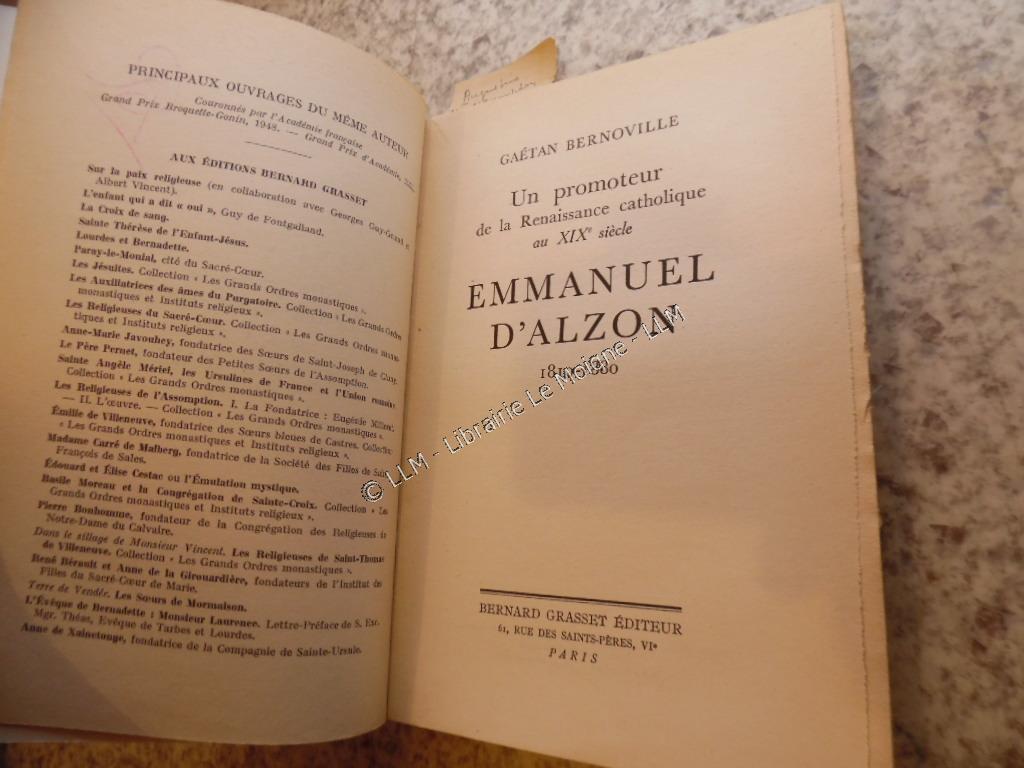 PRINCIPAUX OUVRAGES DU MÊME AUTEUR
Couronnés par l'Académie française
Grand Prix Broquette-Gonin, 1948. — Grand Prix d'Académie,
AUX ÉDITIONS BERNARD GRASSET
Sur la paix religieuse (en collaboration avec Georges Guy-Grand e
Albert Vincent).
L'enfant qui a dit « oui », Guy de Fontgalland.
La Croix de sang.
Sainte Thérèse de l'Enfant-Jésus.
Lourdes et Bernadette.
Paray-le-Monial, cité du Sacré-Cœur.
Les Jésuites. Collection « Les Grands Ordres monastiques ».
Les Auxiliatrices des âmes du Purgatoire. Collection « Les Grands Ordres
monastiques et Instituts religieux ».
Les Religieuses du Sacré-Cœur. Collection « Les Grands Ordres monas-
tiques et Instituts religieux ».
Anne-Marie Javouhey, fondatrice des Sœurs de Saint-Joseph de Cluny.
Le Père Pernet, fondateur des Petites Sœurs de l'Assomption.
Sainte Angèle Mérici, les Ursulines de France et l'Union romaine
Collection « Les Grands Ordres monastiques ».
Les Religieuses de l'Assomption. I. La Fondatrice : Eugénie Milleret.
— II. L'œuvre. — Collection « Les Grands Ordres monastiques ».
Émilie de Villeneuve, fondatrice des Sœurs bleues de Castres. Collection
« Les Grands Ordres monastiques et Instituts religieux ».
Madame Carré de Malberg, fondatrice de la Société des Filles de Saint
François de Sales.
Édouard et Élise Cestac ou l'Émulation mystique.
Basile Moreau et la Congrégation de Sainte-Croix. Collection « Les
Grands Ordres monastiques et Instituts religieux ».
Pierre Bonhomme, fondateur de la Congrégation des Religieuses de
Notre-Dame du Calvaire.
Dans le sillage de Monsieur Vincent. Les Religieuses de Saint-Thomas
de Villeneuve. Collection « Les Grands Ordres monastiques ».
René Bérault et Anne de la Girouardière, fondateurs de l'Institut des
Filles du Sacré-Cœur de Marie.
Terre de Vendée. Les Sœurs de Mormaison.
L'Évêque de Bernadette : Monsieur Laurence. Lettre-Préface de S. Exc.
Mgr. Théas, Evêque de Tarbes et Lourdes.
Anne de Xainctonge, fondatrice de la Compagnie de Sainte-Ursule.
GAÉTAN BERNOVILLE
Un promoteur
de la Renaissance catholique
au XIXe siècle
EMMANUEL
D'ALZON
BERNARD GRASSET ÉDITEUR
61, RUE DES SAINTS-PÈRES, VIe
PARIS
© LLM - Librairie Le Moigne - LLM